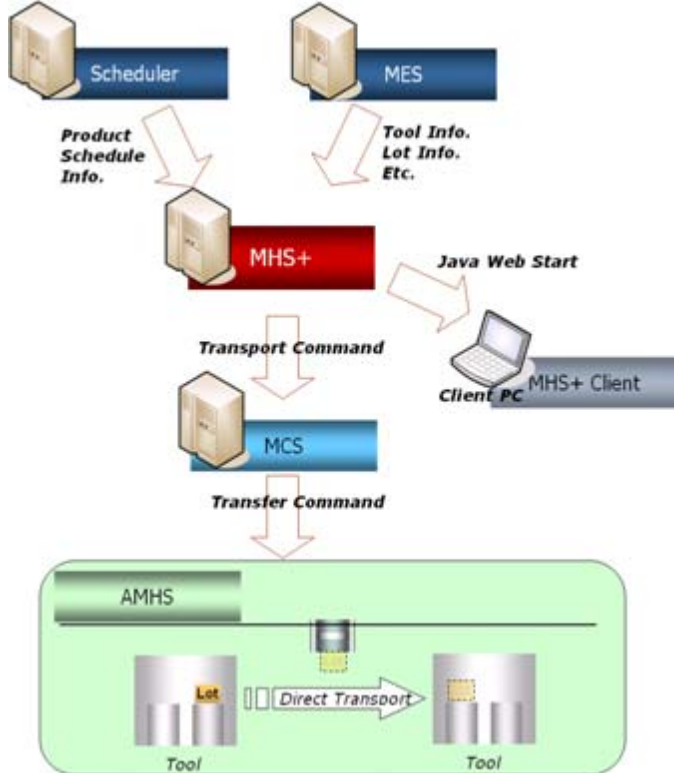 Scheduler
MES
Product
Schedule
Info.
Tool Info.
Lot Info.
Etc.
MHS+
Java Web Start
Transport Command
Client PC
MHS+ Client
MCS
Transfer Command
AMHS
Lot
Direct Transport
Tool
Tool